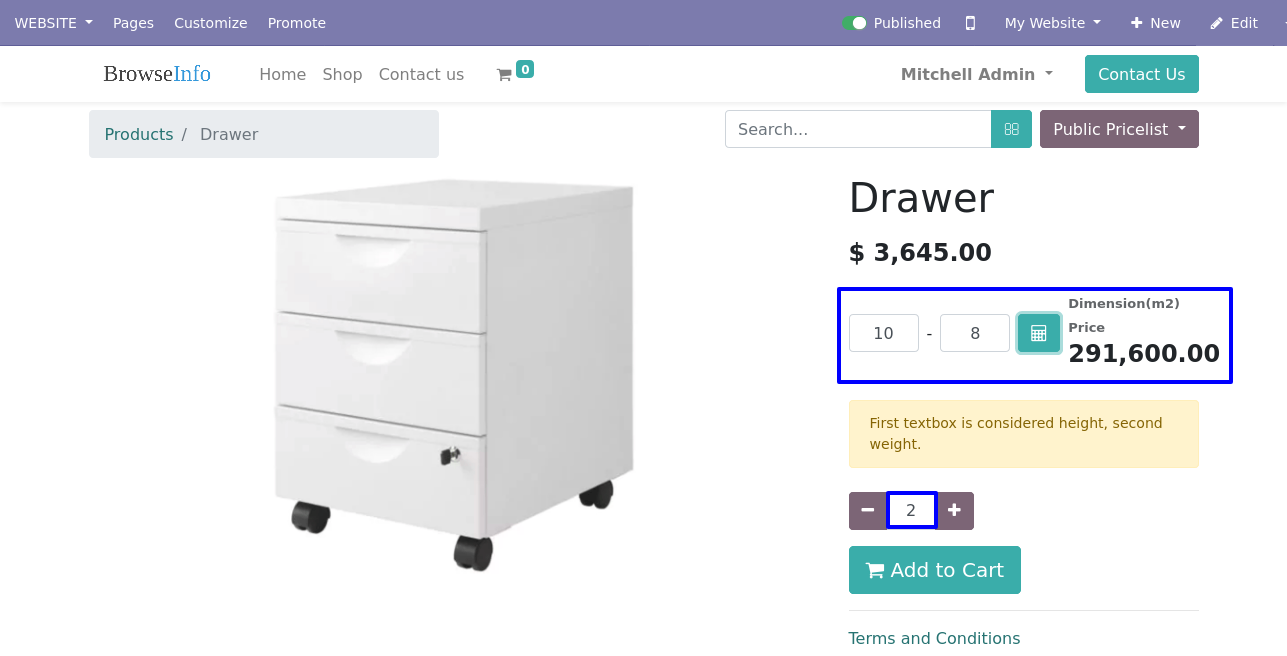 WEBSITE Pages Customize Promote Published My Website New Edit
BrowseInfo Home Shop Contact us 0 Mitchell Admin Contact Us
Products / Drawer Search... Public Pricelist
Drawer
$ 3,645.00
Dimension(m2)
10 - 8 Price
291,600.00
First textbox is considered height, second
weight.
2
Add to Cart
Terms and Conditions